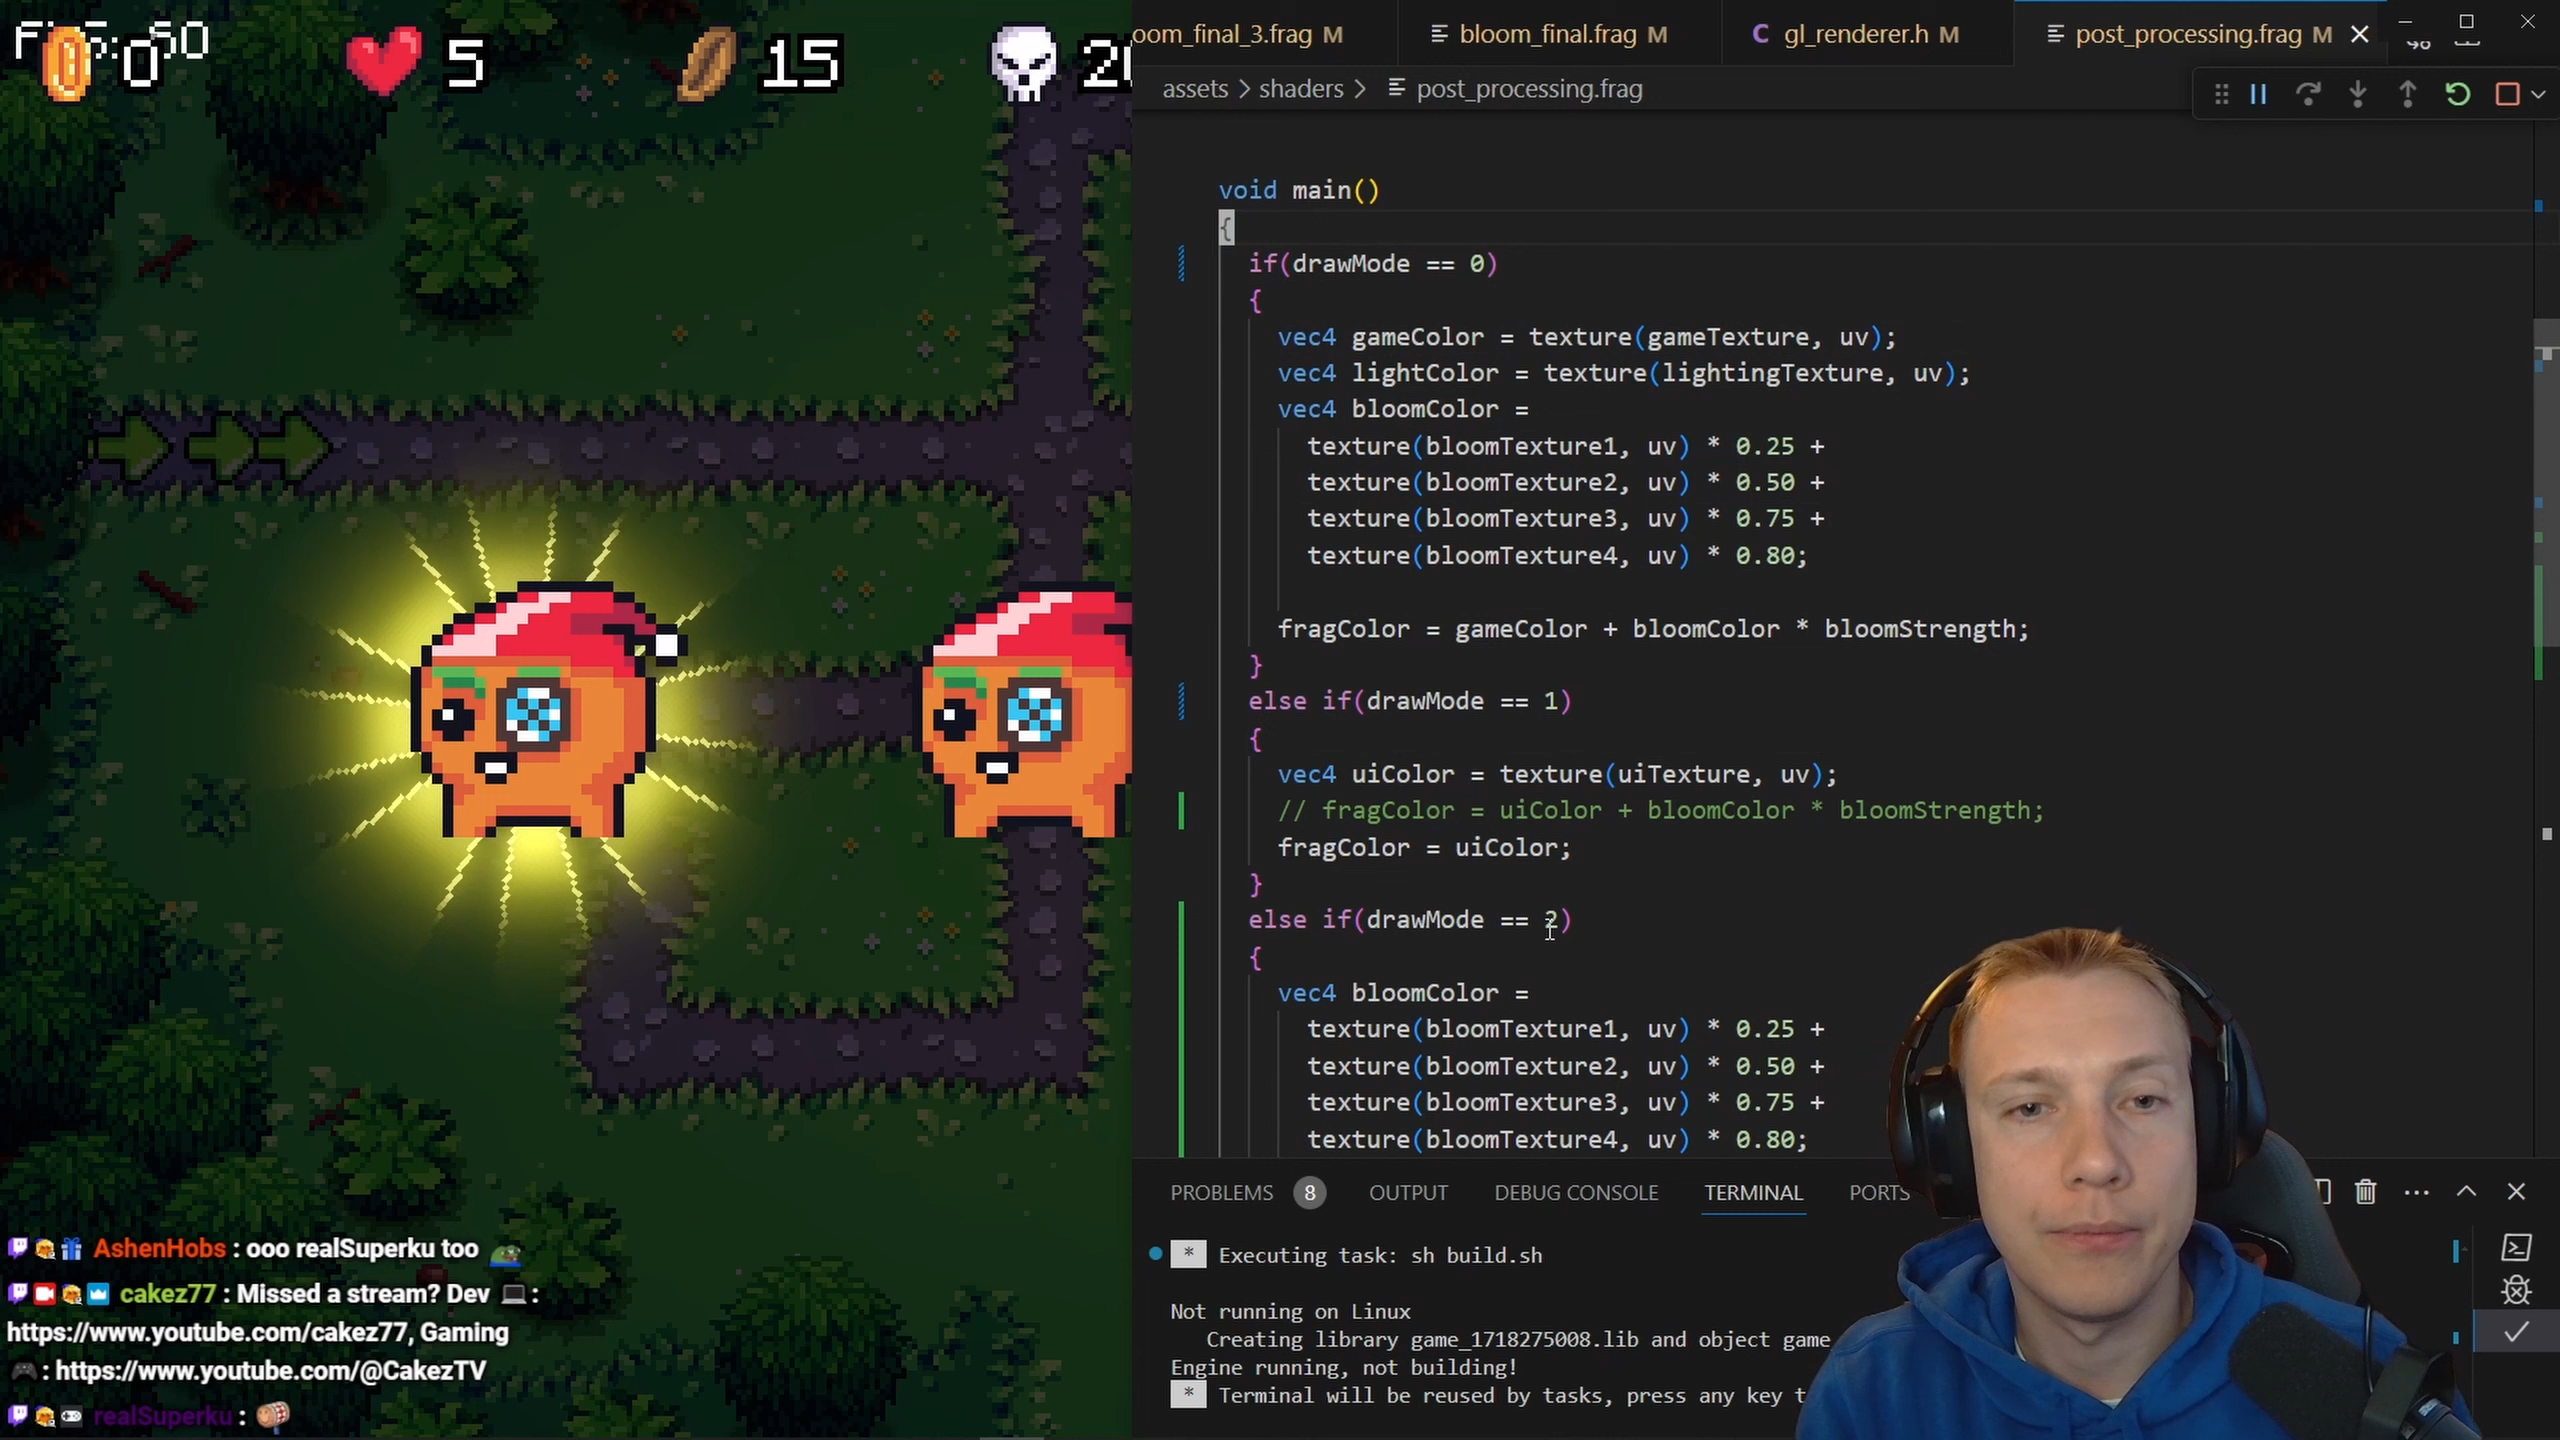 0
5
15
oom_final_3.frag M
bloom_final.frag M
C gl_renderer.h M
post_processing.frag M
assets > shaders > post_processing.frag
void main()
{
if(drawMode == 0)
{
vec4 gameColor = texture(gameTexture, uv);
vec4 lightColor = texture(lightingTexture, uv);
vec4 bloomColor =
texture(bloomTexture1, uv) * 0.25 +
texture(bloomTexture2, uv) * 0.50 +
texture(bloomTexture3, uv) * 0.75 +
texture(bloomTexture4, uv) * 0.80;
fragColor = gameColor + bloomColor * bloomStrength;
}
else if(drawMode == 1)
{
vec4 uiColor = texture(uiTexture, uv);
// fragColor = uiColor + bloomColor * bloomStrength;
fragColor = uiColor;
}
else if(drawMode == 2)
{
vec4 bloomColor =
texture(bloomTexture1, uv) * 0.25 +
texture(bloomTexture2, uv) * 0.50 +
texture(bloomTexture3, uv) * 0.75 +
texture(bloomTexture4, uv) * 0.80;
PROBLEMS 8 OUTPUT DEBUG CONSOLE TERMINAL PORTS
* Executing task: sh build.sh
Not running on Linux
Creating library game_1718275008.lib and object game
Engine running, not building!
* Terminal will be reused by tasks, press any key t
AshenHobs : ooo realSuperku too
cakez77 : Missed a stream? Dev :
https://www.youtube.com/cakez77, Gaming
: https://www.youtube.com/@CakezTV
realSuperku :